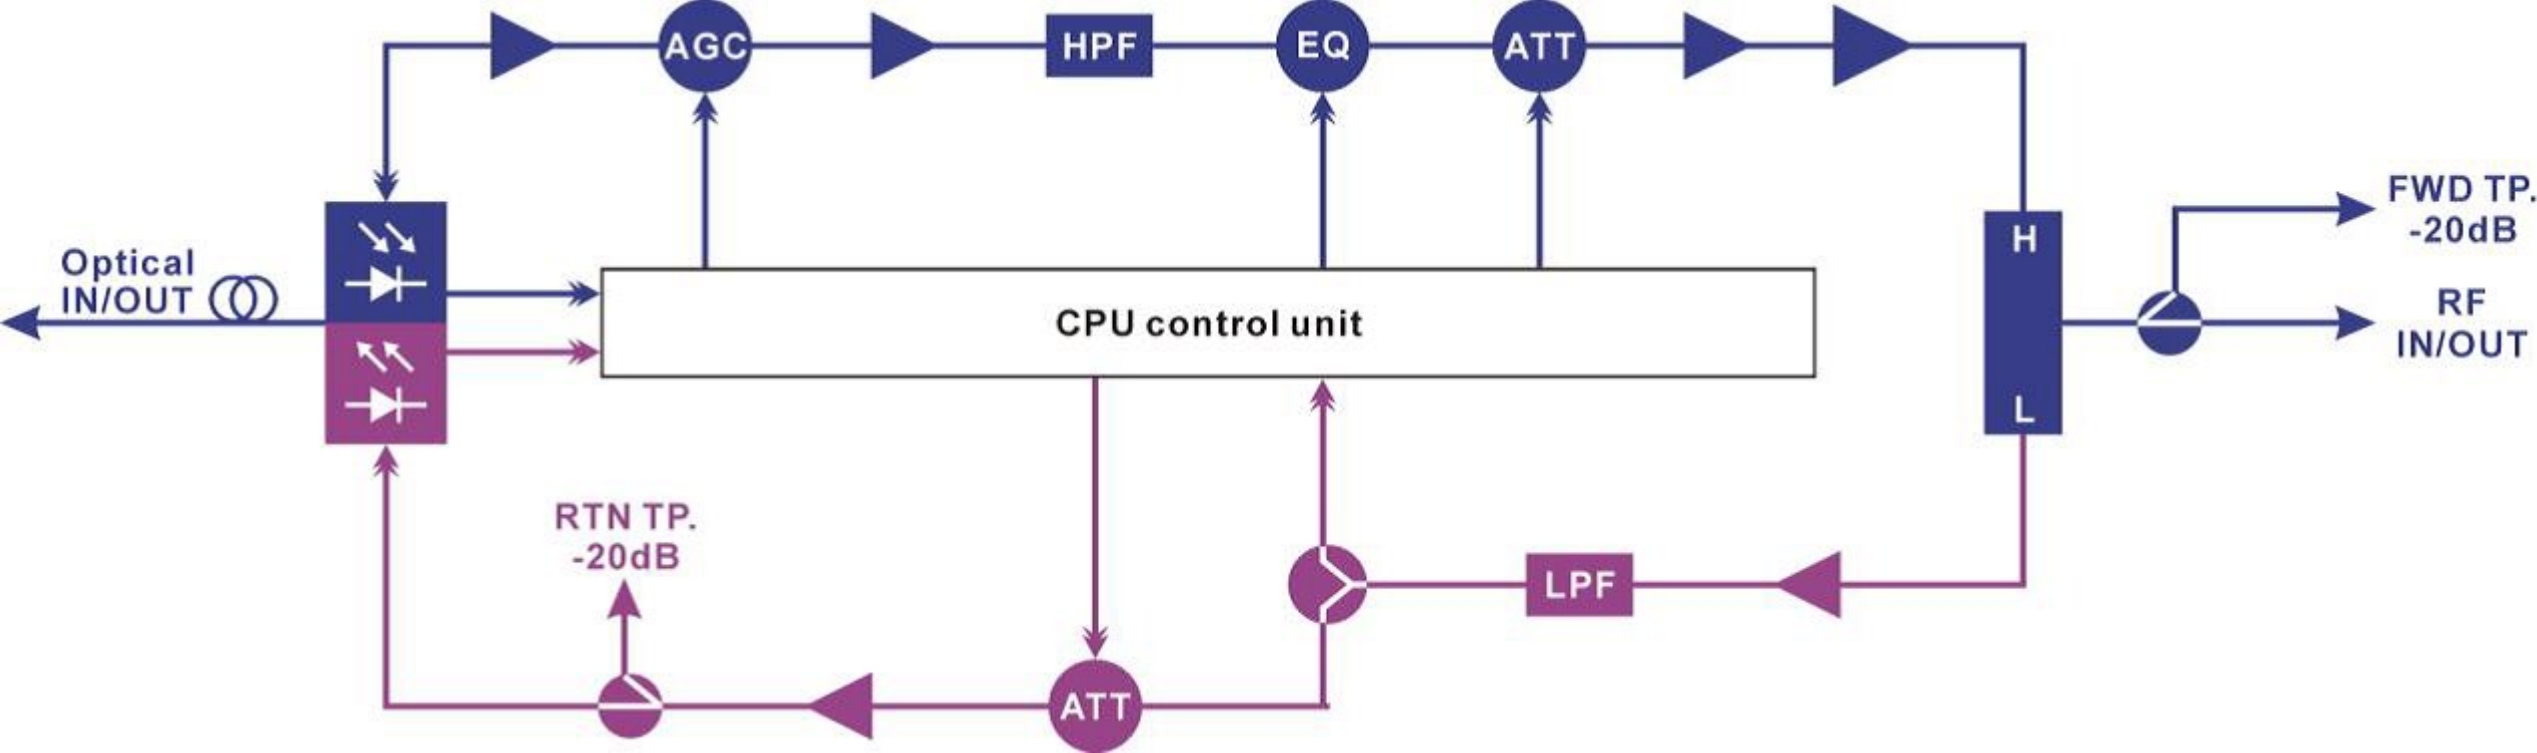 AGC
HPF
EQ
ATT
FWD TP.
-20dB
H
Optical
IN/OUT
CPU control unit
RF
IN/OUT
L
RTN TP.
-20dB
LPF
ATT